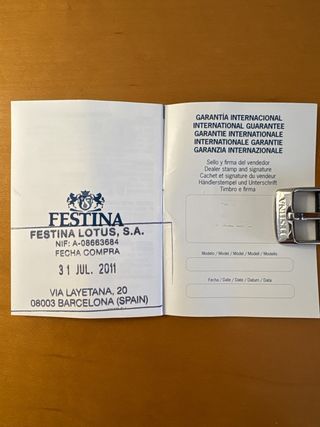 FESTINA
FESTINA LOTUS, S.A.
NIF: A-08663684
FECHA COMPRA
31 JUL. 2011
VIA LAYETANA, 20
08003 BARCELONA (SPAIN)
GARANTÍA INTERNACIONAL
INTERNATIONAL GUARANTEE
GARANTIE INTERNATIONALE
INTERNATIONALE GARANTIE
GARANZIA INTERNAZIONALE
Sello y firma del vendedor
Dealer stamp and signature
Cachet et signature du vendeur
Händlerstempel und Unterschrift
Timbro e firma
Modelo / Model / Model / Modell / Modello
Fecha / Date / Date / Datum / Data
FESTINA